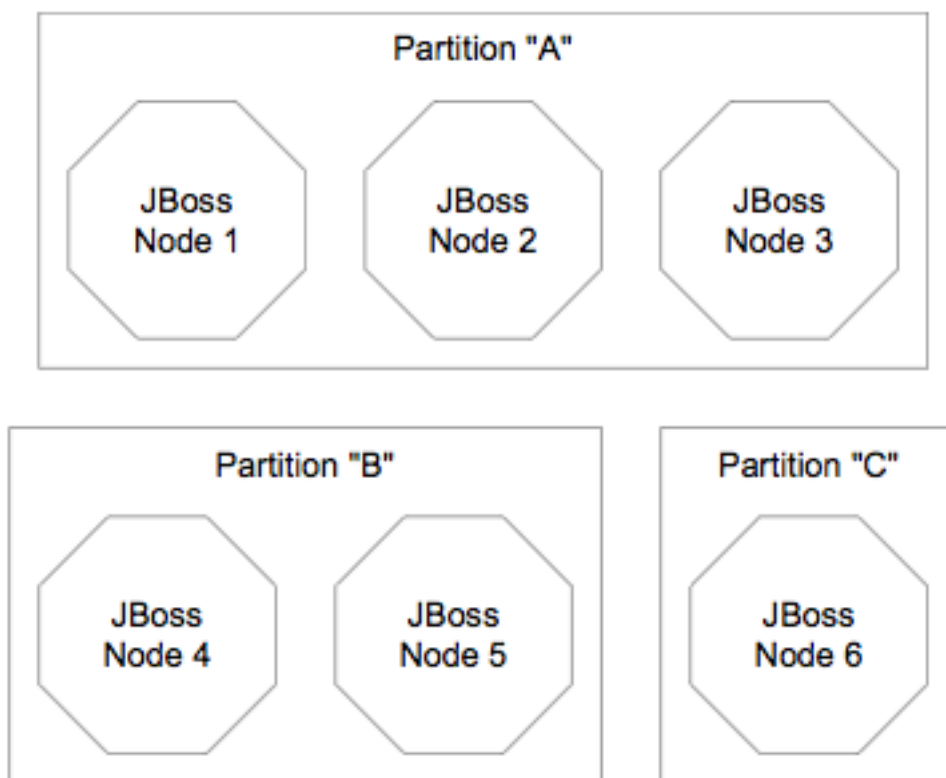 Partition "A"
JBoss
Node 1
JBoss
Node 2
JBoss
Node 3
Partition "B"
JBoss
Node 4
JBoss
Node 5
Partition "C"
JBoss
Node 6